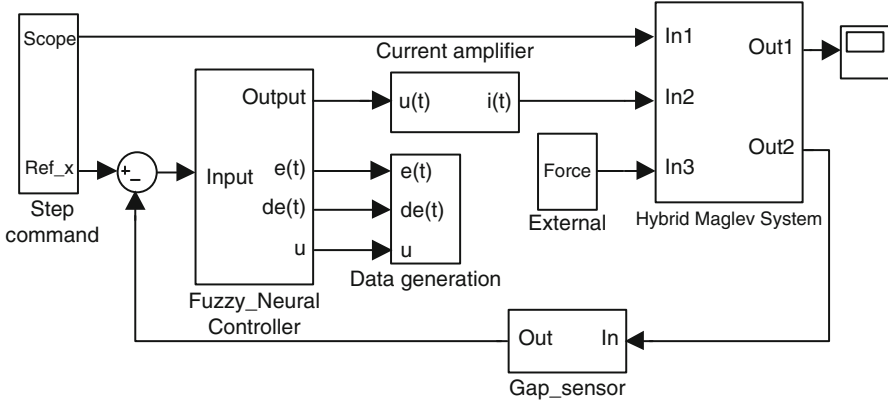 Scope
Ref_x
Step
command
+
−
Input
Output
e(t)
de(t)
u
Fuzzy_Neural
Controller
Current amplifier
u(t) i(t)
e(t)
de(t)
u
Data generation
Force
External
In1
In2
In3
Out1
Out2
Hybrid Maglev System
Out In
Gap_sensor